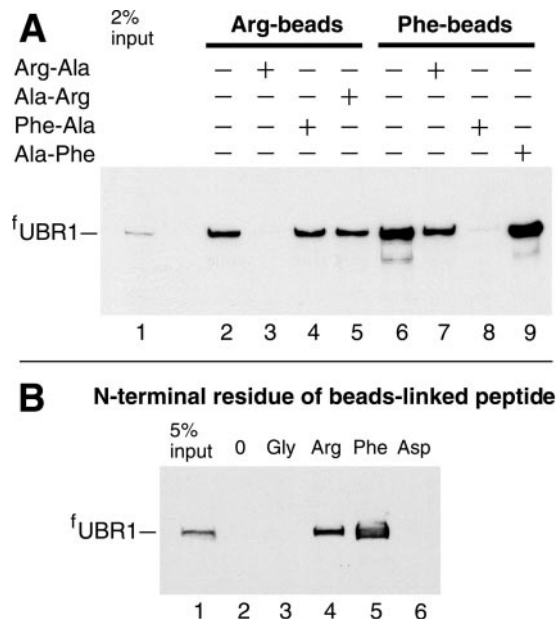 A
2% input
Arg-beads
Phe-beads
Arg-Ala − + − − − + − −
Ala-Arg − − − + − − − −
Phe-Ala − − + − − − + −
Ala-Phe − − − − − − − +
fUBR1
1 2 3 4 5 6 7 8 9
B
N-terminal residue of beads-linked peptide
5% input
0 Gly Arg Phe Asp
fUBR1
1 2 3 4 5 6